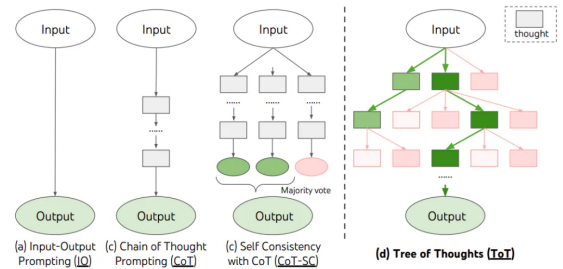 Input
Input
Input
Input
thought
......
......
......
......
......
......
......
......
Majority vote
Output
Output
Output
Output
(a) Input-Output
Prompting (IO)
(c) Chain of Thought
Prompting (CoT)
(c) Self Consistency
with CoT (CoT-SC)
(d) Tree of Thoughts (ToT)